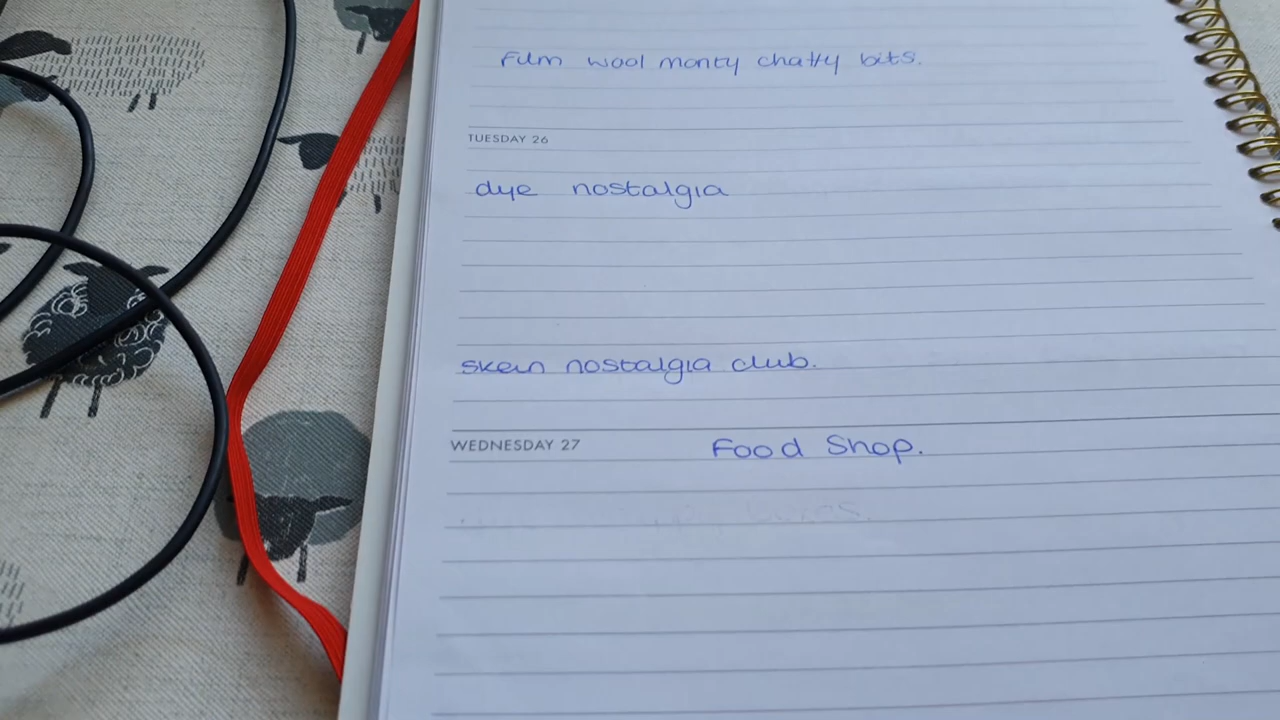 Film wool monty chatty bits.
TUESDAY 26
dye nostalgia
skein nostalgia club.
WEDNESDAY 27
Food Shop.